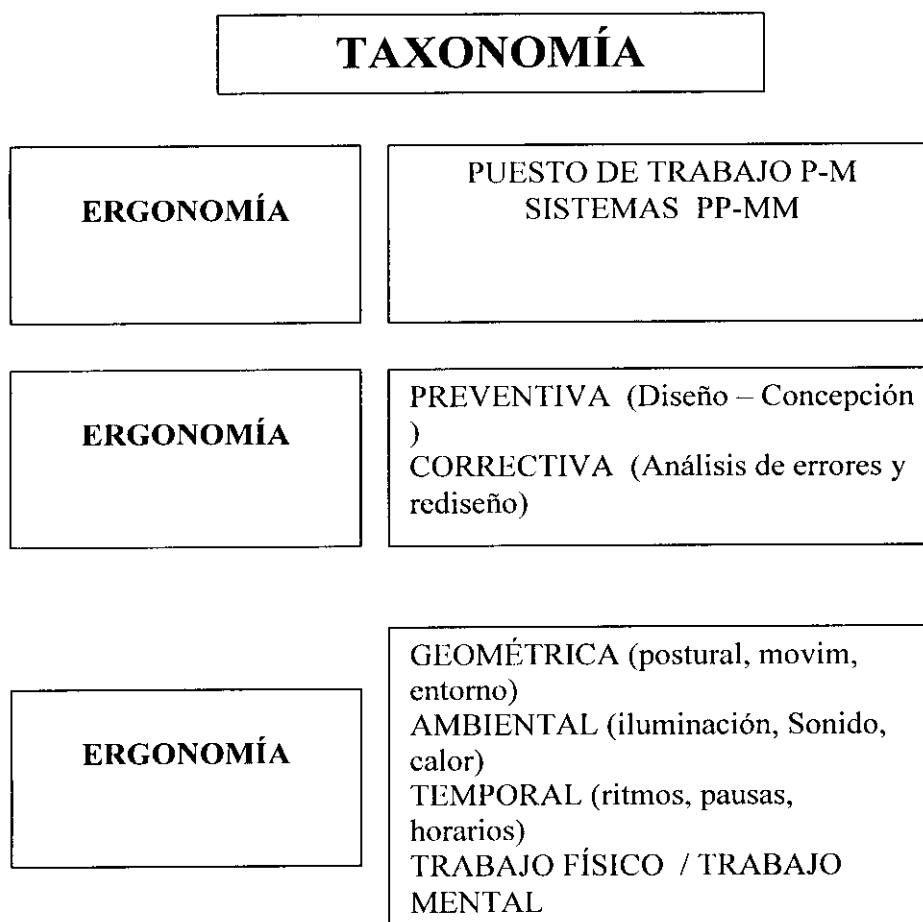 TAXONOMÍA
ERGONOMÍA
PUESTO DE TRABAJO P-M
SISTEMAS PP-MM
ERGONOMÍA
PREVENTIVA (Diseño – Concepción
)
CORRECTIVA (Análisis de errores y
rediseño)
ERGONOMÍA
GEOMÉTRICA (postural, movim,
entorno)
AMBIENTAL (iluminación, Sonido,
calor)
TEMPORAL (ritmos, pausas,
horarios)
TRABAJO FÍSICO / TRABAJO
MENTAL